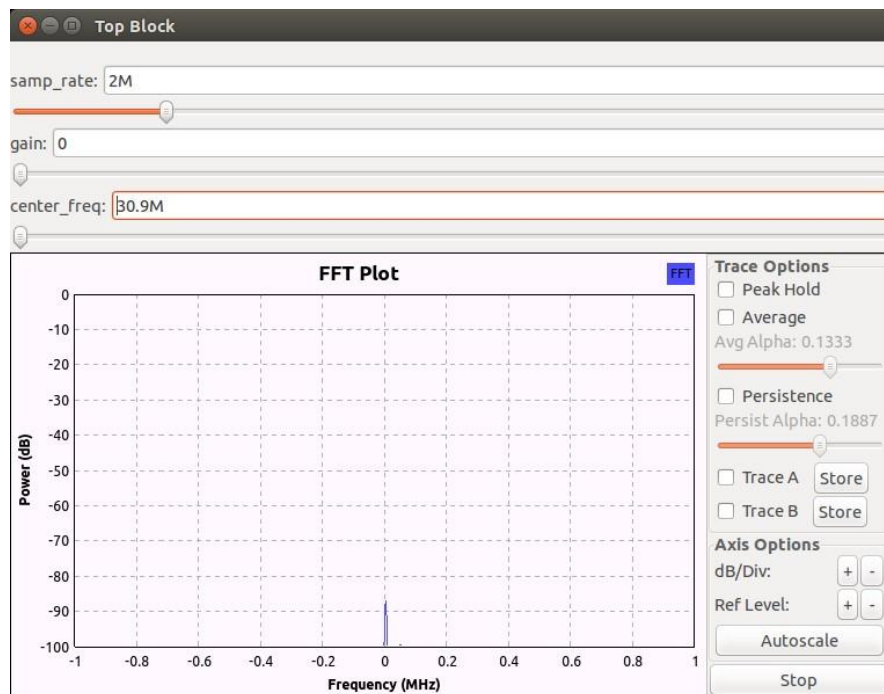 Top Block
samp_rate: 2M
gain: 0
center_freq: 30.9M
FFT Plot
FFT
0
-10
-20
-30
-40
-50
-60
-70
-80
-90
-100
Power (dB)
-1 -0.8 -0.6 -0.4 -0.2 0 0.2 0.4 0.6 0.8 1
Frequency (MHz)
Trace Options
Peak Hold
Average
Avg Alpha: 0.1333
Persistence
Persist Alpha: 0.1887
Trace A Store
Trace B Store
Axis Options
dB/Div: + -
Ref Level: + -
Autoscale
Stop